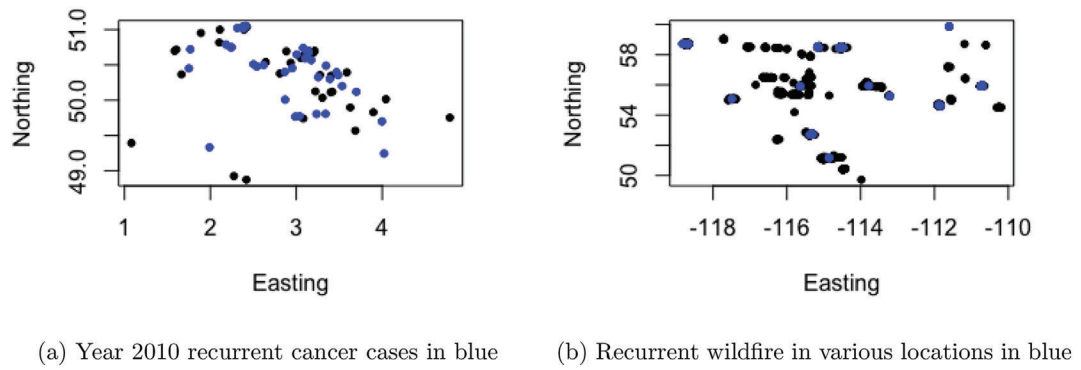 Northing
51.0
50.0
49.0
1 2 3 4
Easting
(a) Year 2010 recurrent cancer cases in blue
Northing
58
54
50
-118 -116 -114 -112 -110
Easting
(b) Recurrent wildfire in various locations in blue